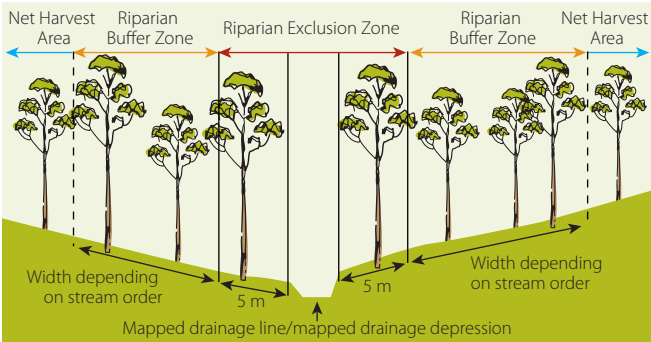 Net Harvest
Area
Riparian
Buffer Zone
Riparian Exclusion Zone
Riparian
Buffer Zone
Net Harvest
Area
Width depending
on stream order
5 m
5 m
Width depending
on stream order
Mapped drainage line/mapped drainage depression